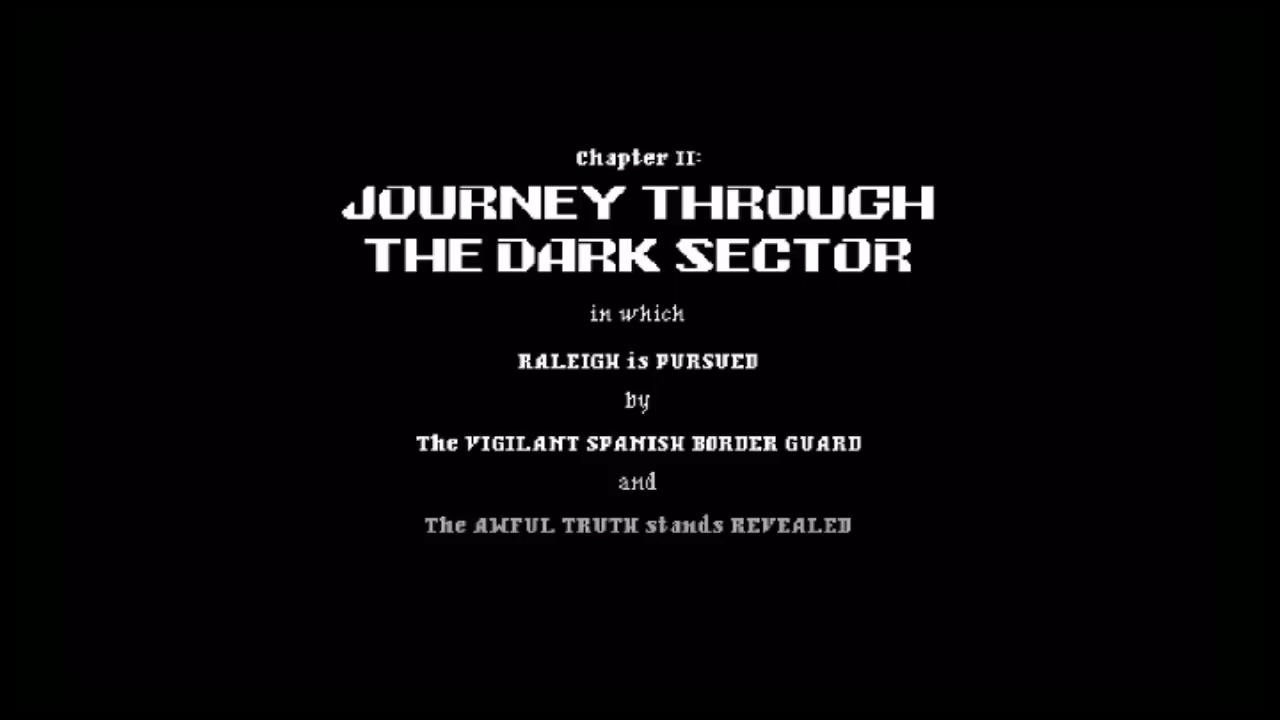 Chapter II:
JOURNEY THROUGH
THE DARK SECTOR
in which
RALEIGH is PURSUED
by
The VIGILANT SPANISH BORDER GUARD
and
The AWFUL TRUTH stands REVEALED